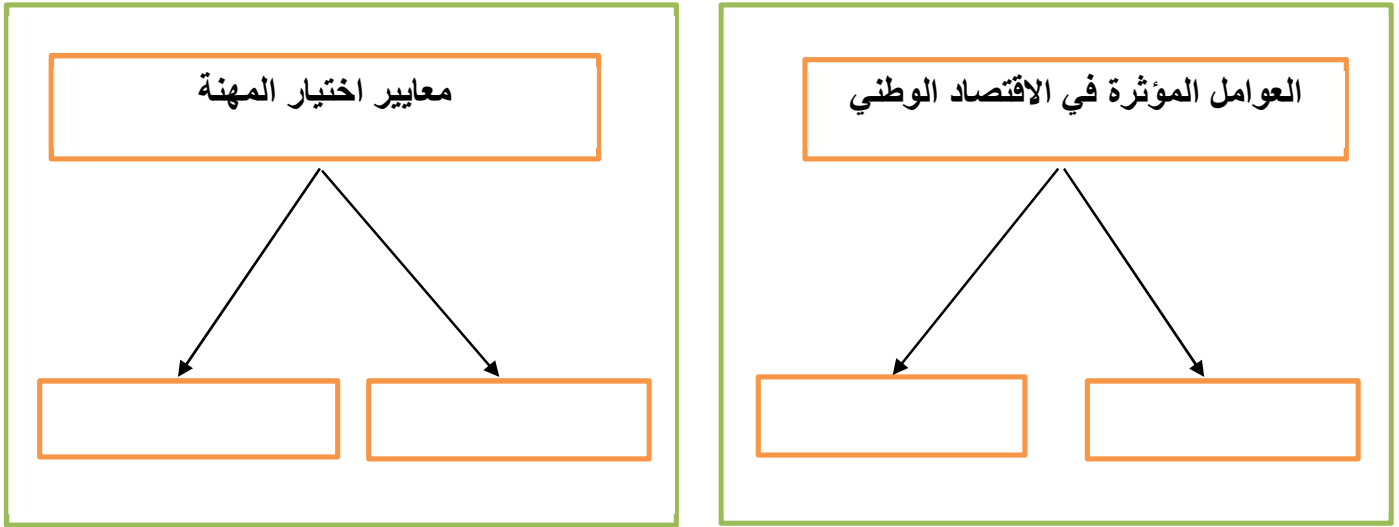 العوامل المؤثرة في الاقتصاد الوطني
معايير اختيار المهنة